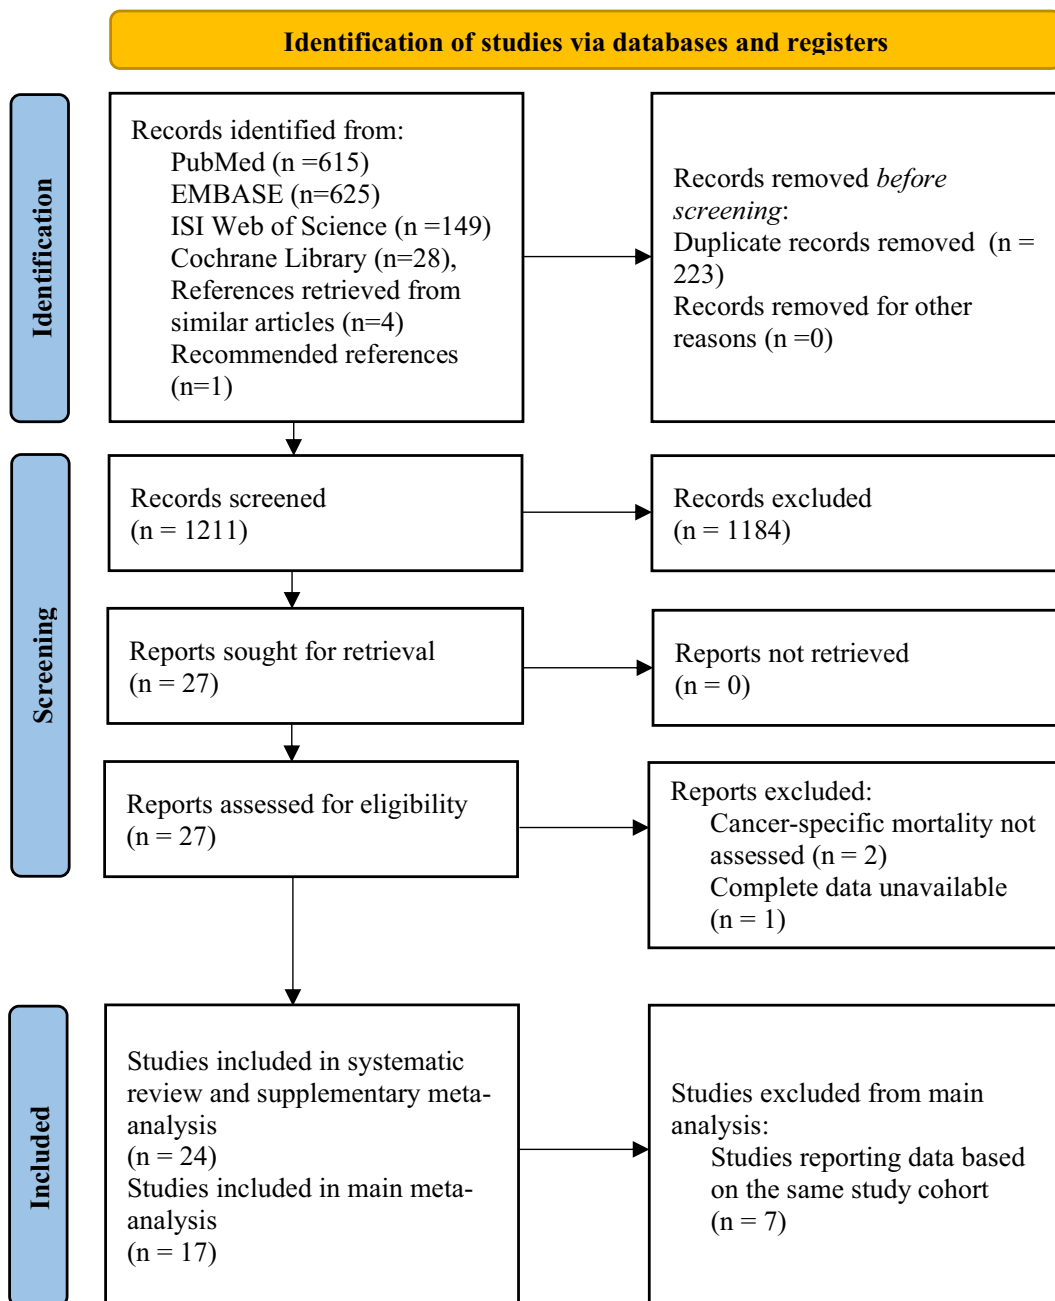 Identification of studies via databases and registers
Identification
Records identified from:
PubMed (n =615)
EMBASE (n=625)
ISI Web of Science (n =149)
Cochrane Library (n=28),
References retrieved from
similar articles (n=4)
Recommended references
(n=1)
Records removed before
screening:
Duplicate records removed  (n =
223)
Records removed for other
reasons (n =0)
Screening
Records screened
(n = 1211)
Records excluded
(n = 1184)
Reports sought for retrieval
(n = 27)
Reports not retrieved
(n = 0)
Reports assessed for eligibility
(n = 27)
Reports excluded:
Cancer-specific mortality not
assessed (n = 2)
Complete data unavailable
(n = 1)
Included
Studies included in systematic
review and supplementary meta-
analysis
(n = 24)
Studies included in main meta-
analysis
(n = 17)
Studies excluded from main
analysis:
Studies reporting data based
on the same study cohort
(n = 7)